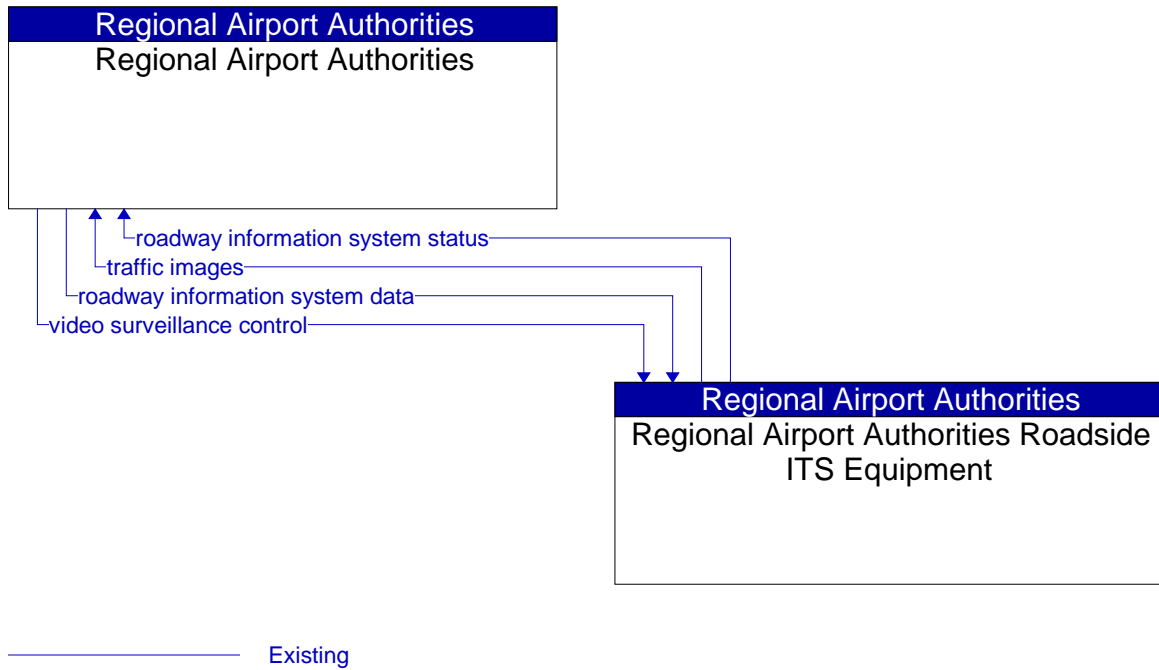 Regional Airport Authorities
Regional Airport Authorities
roadway information system status
traffic images
roadway information system data
video surveillance control
Regional Airport Authorities
Regional Airport Authorities Roadside
ITS Equipment
Existing